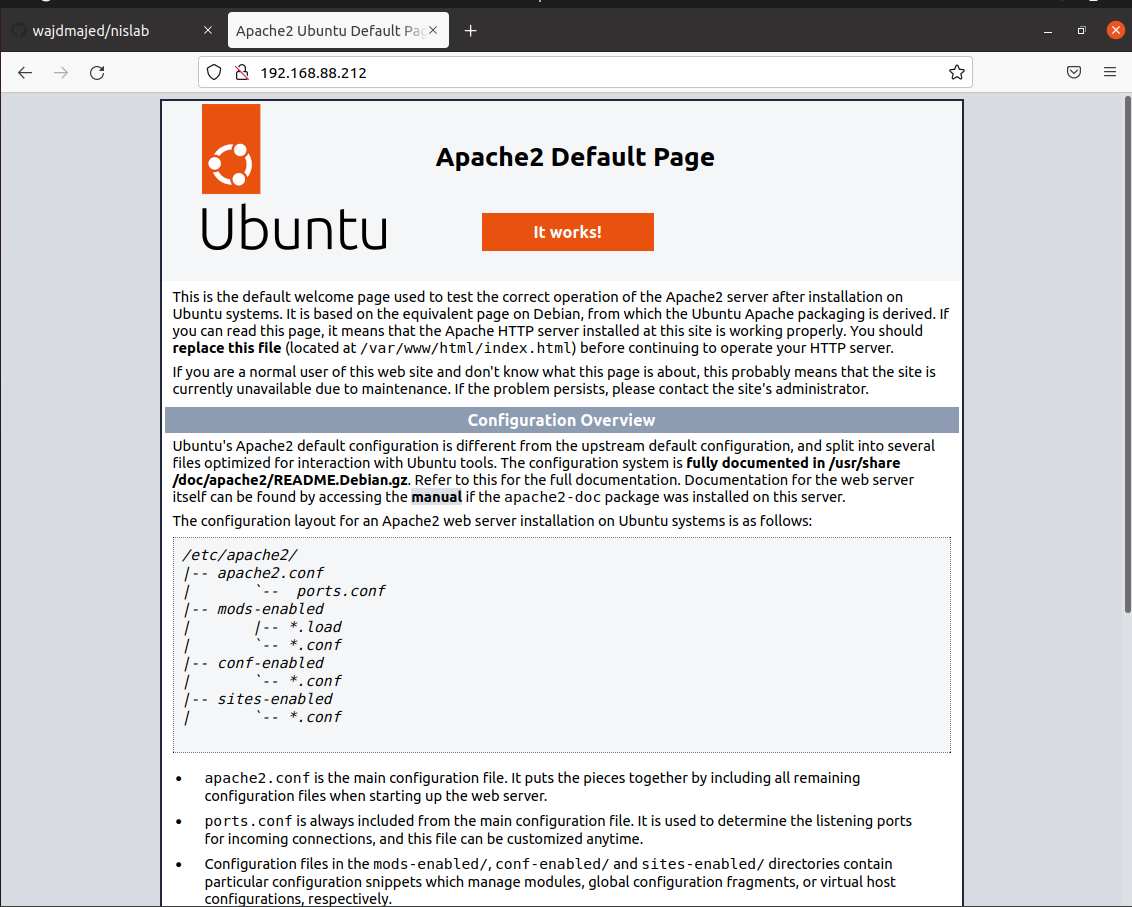 wajdmajed/nislab
Apache2 Ubuntu Default Pag
192.168.88.212
Apache2 Default Page
Ubuntu
It works!
This is the default welcome page used to test the correct operation of the Apache2 server after installation on
Ubuntu systems. It is based on the equivalent page on Debian, from which the Ubuntu Apache packaging is derived. If
you can read this page, it means that the Apache HTTP server installed at this site is working properly. You should
replace this file (located at /var/www/html/index.html) before continuing to operate your HTTP server.
If you are a normal user of this web site and don't know what this page is about, this probably means that the site is
currently unavailable due to maintenance. If the problem persists, please contact the site's administrator.
Configuration Overview
Ubuntu's Apache2 default configuration is different from the upstream default configuration, and split into several
files optimized for interaction with Ubuntu tools. The configuration system is fully documented in /usr/share
/doc/apache2/README.Debian.gz. Refer to this for the full documentation. Documentation for the web server
itself can be found by accessing the manual if the apache2-doc package was installed on this server.
The configuration layout for an Apache2 web server installation on Ubuntu systems is as follows:
/etc/apache2/
|-- apache2.conf
|       `--  ports.conf
|-- mods-enabled
|       |-- *.load
|       `-- *.conf
|-- conf-enabled
|       `-- *.conf
|-- sites-enabled
|       `-- *.conf
• apache2.conf is the main configuration file. It puts the pieces together by including all remaining
configuration files when starting up the web server.
• ports.conf is always included from the main configuration file. It is used to determine the listening ports
for incoming connections, and this file can be customized anytime.
• Configuration files in the mods-enabled/, conf-enabled/ and sites-enabled/ directories contain
particular configuration snippets which manage modules, global configuration fragments, or virtual host
configurations, respectively.